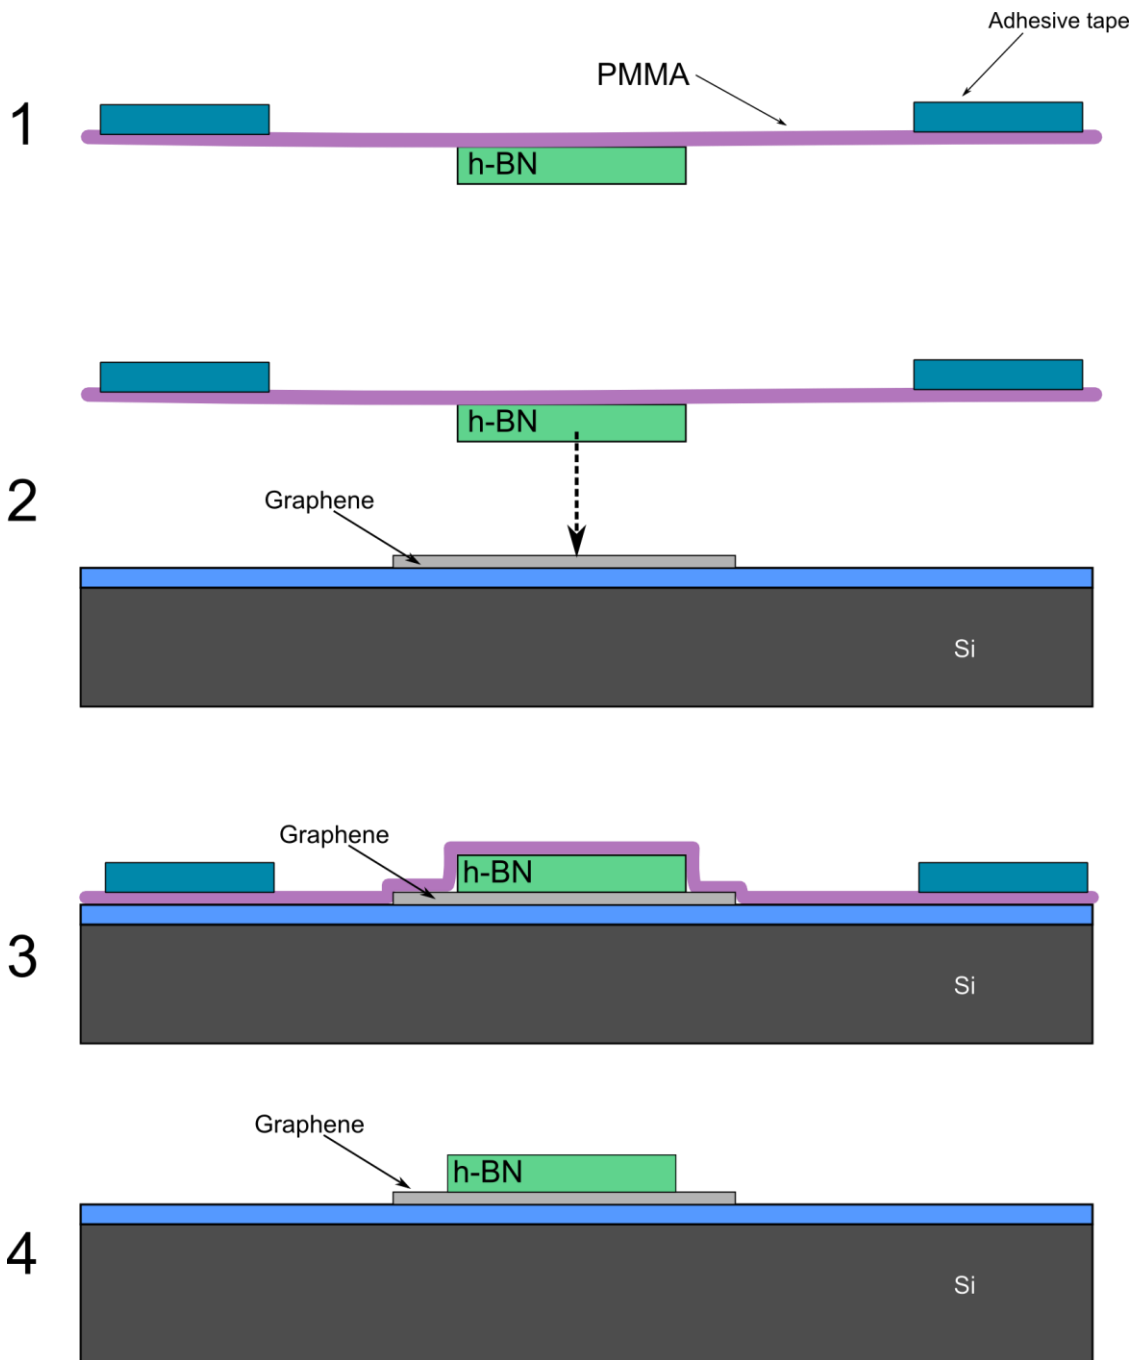 Adhesive tape
PMMA
1
h-BN
h-BN
2
Graphene
Si
Graphene
h-BN
3
Si
Graphene
h-BN
4
Si